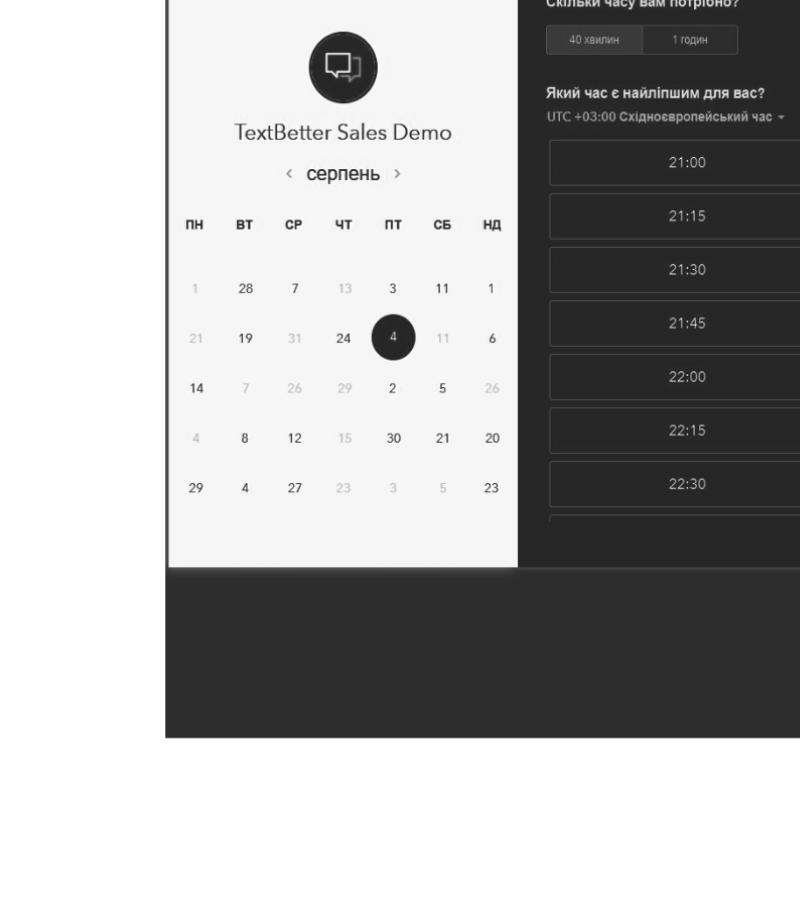 TextBetter Sales Demo
< серпень >
ПН ВТ СР ЧТ ПТ СБ НД
1 28 7 13 3 11 1
21 19 31 24 4 11 6
14 7 26 29 2 5 26
4 8 12 15 30 21 20
29 4 27 23 3 5 23
Скільки часу вам потрібно?
40 хвилин 1 годин
Який час є найліпшим для вас?
UTC +03:00 Східноєвропейський час
21:00
21:15
21:30
21:45
22:00
22:15
22:30